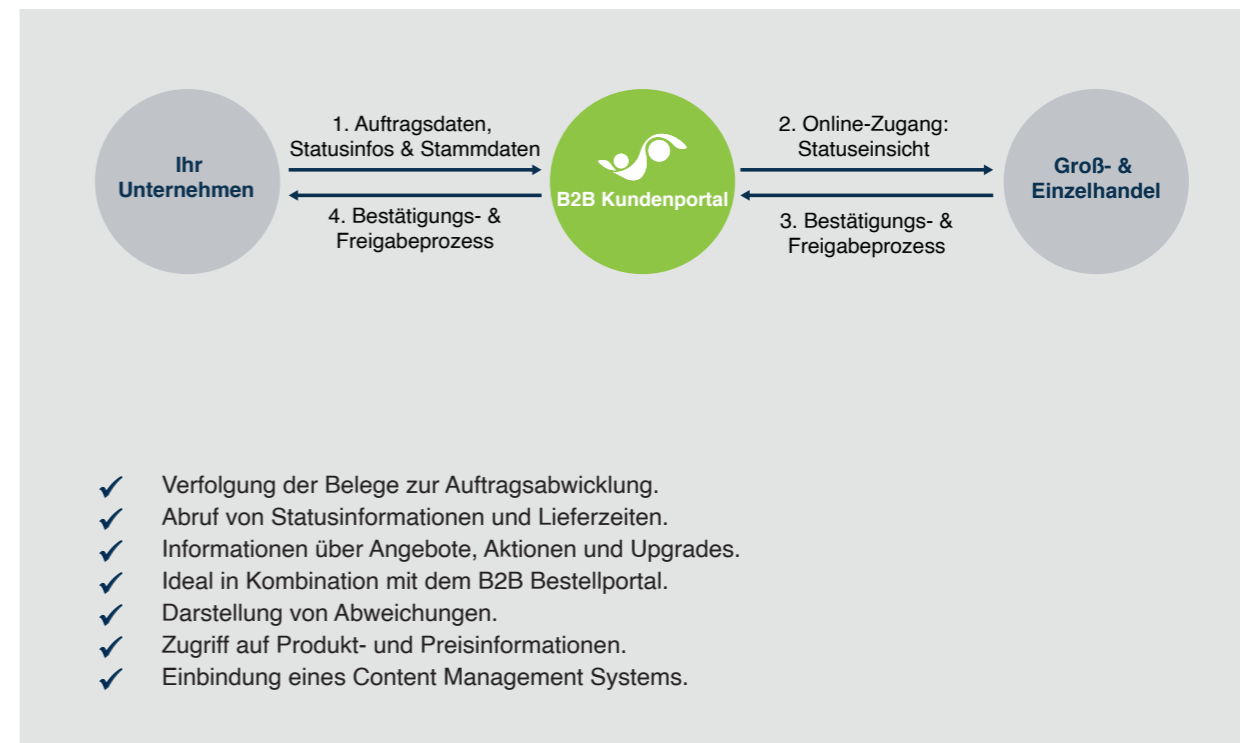 Ihr
Unternehmen
1. Auftragsdaten,
Statusinfos & Stammdaten
4. Bestätigungs- &
Freigabeprozess
B2B Kundenportal
2. Online-Zugang:
Statuseinsicht
3. Bestätigungs- &
Freigabeprozess
Groß- &
Einzelhandel
Verfolgung der Belege zur Auftragsabwicklung.
Abruf von Statusinformationen und Lieferzeiten.
Informationen über Angebote, Aktionen und Upgrades.
Ideal in Kombination mit dem B2B Bestellportal.
Darstellung von Abweichungen.
Zugriff auf Produkt- und Preisinformationen.
Einbindung eines Content Management Systems.